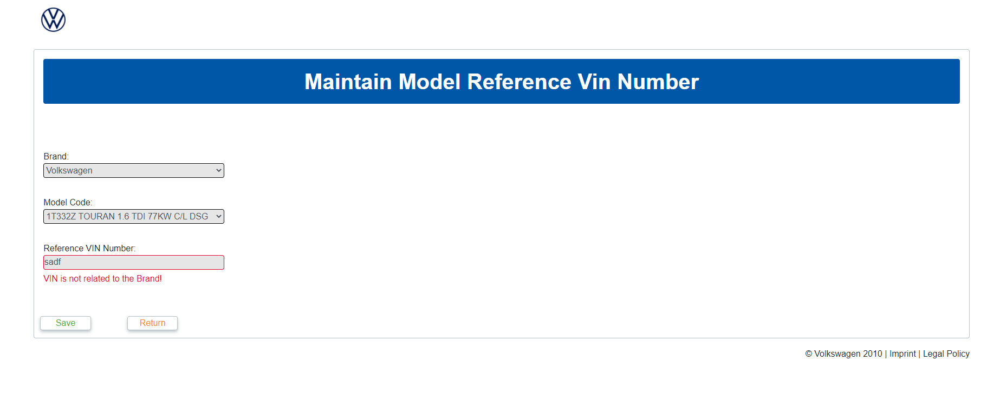 Maintain Model Reference Vin Number
Brand:
Volkswagen
Model Code:
1T332Z TOURAN 1.6 TDI 77KW C/L DSG
Reference VIN Number:
sadf
VIN is not related to the Brand!
Save Return
© Volkswagen 2010 | Imprint | Legal Policy